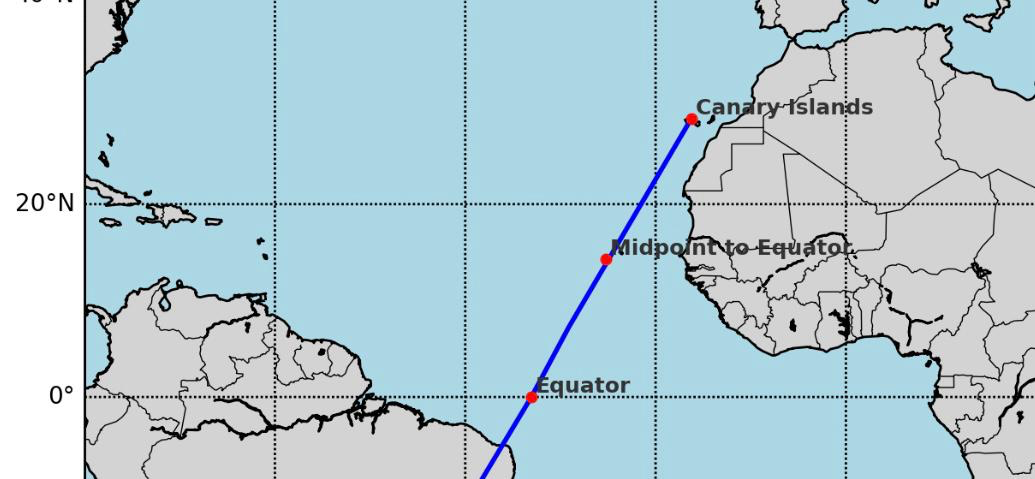 Canary Islands
20°N
Midpoint to Equator
Equator
0°